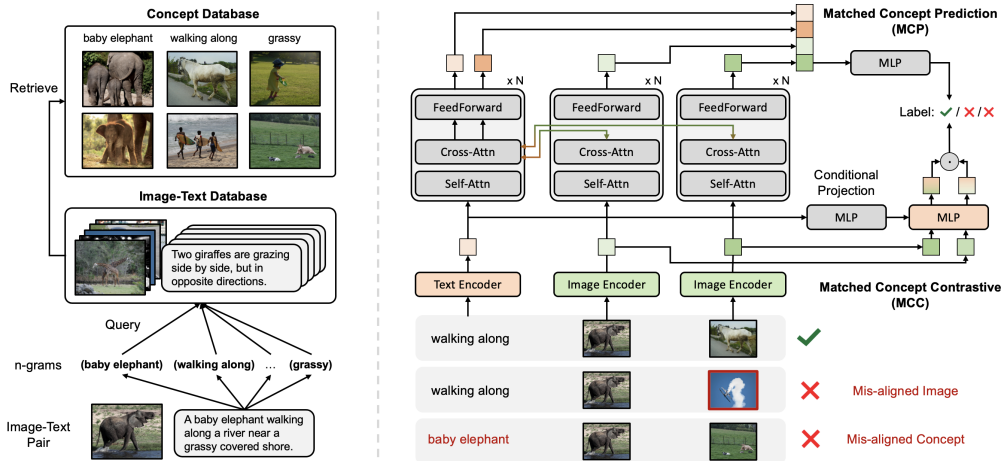 Concept Database
baby elephant
walking along
grassy
Retrieve
Image-Text Database
Two giraffes are grazing
side by side, but in
opposite directions.
Query
n-grams
(baby elephant)
(walking along)
...
(grassy)
Image-Text
Pair
A baby elephant walking
along a river near a
grassy covered shore.
Matched Concept Prediction
(MCP)
MLP
x N
x N
x N
FeedForward
FeedForward
FeedForward
Label: ✓ / ✗ / ✗
Cross-Attn
Cross-Attn
Cross-Attn
Self-Attn
Self-Attn
Self-Attn
Conditional
Projection
MLP
MLP
Text Encoder
Image Encoder
Image Encoder
Matched Concept Contrastive
(MCC)
walking along
walking along
Mis-aligned Image
baby elephant
Mis-aligned Concept